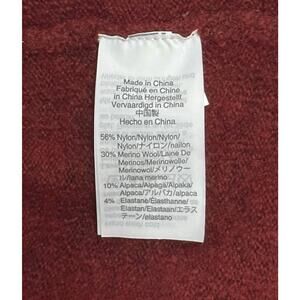 Made in China
Fabriqué en Chine
in China Hergestellt
Vervaardigd in China
中国製
Hecho en China
56% Nylon/Nylon/Nylon/
Nylon/ナイロン/nailon
30% Merino Wool/Laine De
Merinos/Merinowolle/
Merinowol/メリノウー
ル/lana merino
10% Alpaca/Alpaga/Alpaka/
Alpaca/アルパカ/alpaca
4% Elastane/Élasthanne/
Elastan/Elastaan/エラス
テーン/elastano